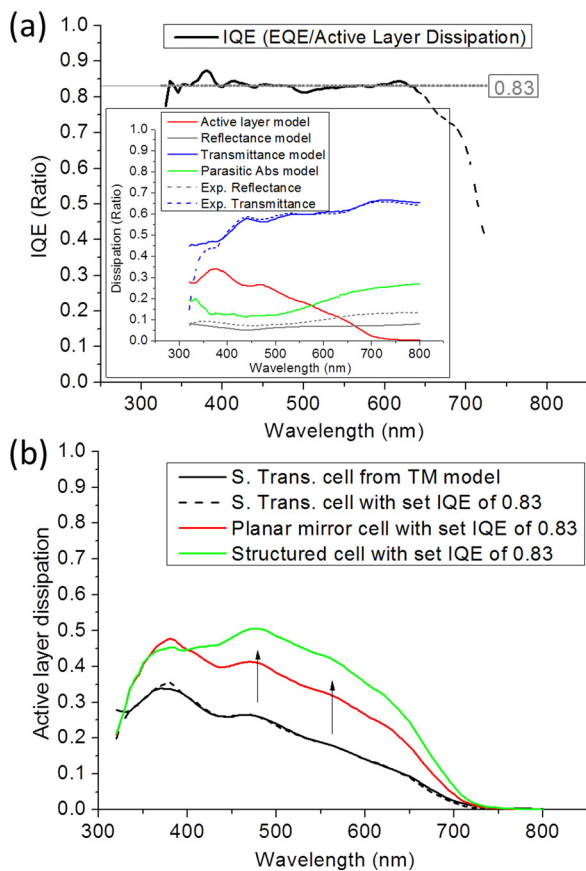 (a)
IQE (EQE/Active Layer Dissipation)
1.0
0.9
0.8
0.7
0.6
0.5
0.4
0.3
0.2
0.1
0.0
IQE (Ratio)
0.83
Active layer model
Reflectance model
Transmittance model
Parasitic Abs model
Exp. Reflectance
Exp. Transmittance
1.0
0.9
0.8
0.7
0.6
0.5
0.4
0.3
0.2
0.1
0.0
Dissipation (Ratio)
300 400 500 600 700 800
Wavelength (nm)
250 300 350 400 450 500 550 600 650 700 750 800
Wavelength (nm)
(b)
S. Trans. cell from TM model
S. Trans. cell with set IQE of 0.83
Planar mirror cell with set IQE of 0.83
Structured cell with set IQE of 0.83
1.0
0.9
0.8
0.7
0.6
0.5
0.4
0.3
0.2
0.1
0.0
Active layer dissipation
300 400 500 600 700 800
Wavelength (nm)